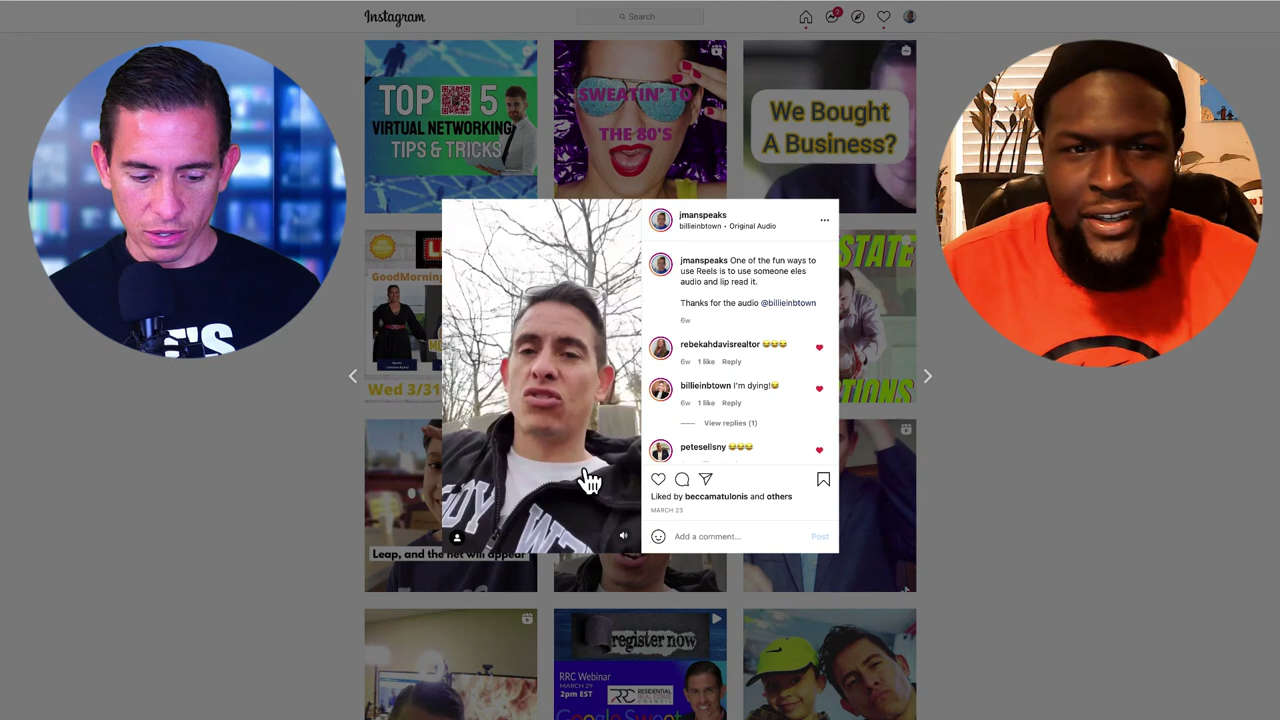 Instagram
Search
2
TOP 5
VIRTUAL NETWORKING
TIPS & TRICKS
SWEATIN' TO
THE 80'S
We Bought
A Business?
jmanspeaks
billieinbtown • Original Audio
jmanspeaks One of the fun ways to
use Reels is to use someone eles
audio and lip read it.
Thanks for the audio @billieinbtown
6w
rebekahdavisrealtor 😂😂😂
6w 1 like Reply
billieinbtown I'm dying!😂
6w 1 like Reply
View replies (1)
petesellsny 😂😂😂
Liked by beccamatulonis and others
MARCH 23
Add a comment... Post
GoodMorning
Wed 3/31
STATE
TIONS
Leap, and the net will appear
register now
RRC Webinar
MARCH 29
2pm EST
RRC RESIDENTIAL
REAL ESTATE
COUNCIL
Google Sweet